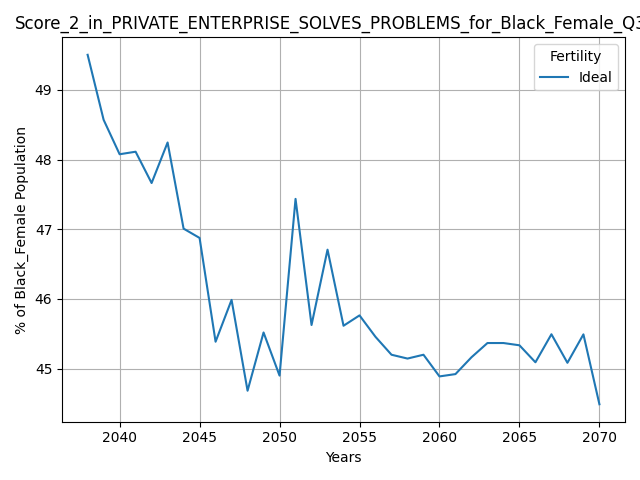 Score_2_in_PRIVATE_ENTERPRISE_SOLVES_PROBLEMS_for_Black_Female_Q3
Fertility
Ideal
% of Black_Female Population
49
48
47
46
45
2040 2045 2050 2055 2060 2065 2070
Years